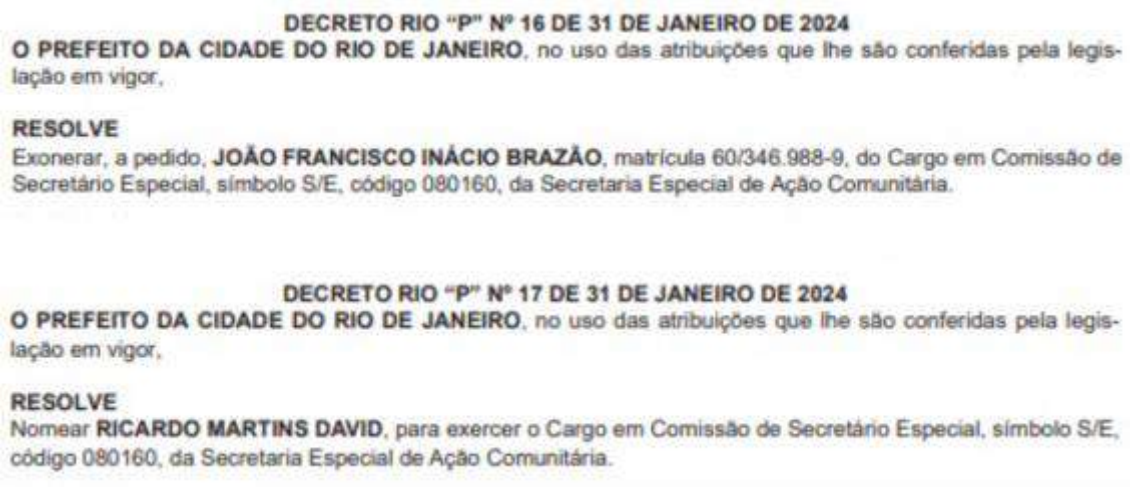 DECRETO RIO “P” Nº 16 DE 31 DE JANEIRO DE 2024
O PREFEITO DA CIDADE DO RIO DE JANEIRO, no uso das atribuições que lhe são conferidas pela legis-
lação em vigor,
RESOLVE
Exonerar, a pedido, JOÃO FRANCISCO INÁCIO BRAZÃO, matrícula 60/346.988-9, do Cargo em Comissão de
Secretário Especial, símbolo S/E, código 080160, da Secretaria Especial de Ação Comunitária.
DECRETO RIO “P” Nº 17 DE 31 DE JANEIRO DE 2024
O PREFEITO DA CIDADE DO RIO DE JANEIRO, no uso das atribuições que lhe são conferidas pela legis-
lação em vigor,
RESOLVE
Nomear RICARDO MARTINS DAVID, para exercer o Cargo em Comissão de Secretário Especial, símbolo S/E,
código 080160, da Secretaria Especial de Ação Comunitária.